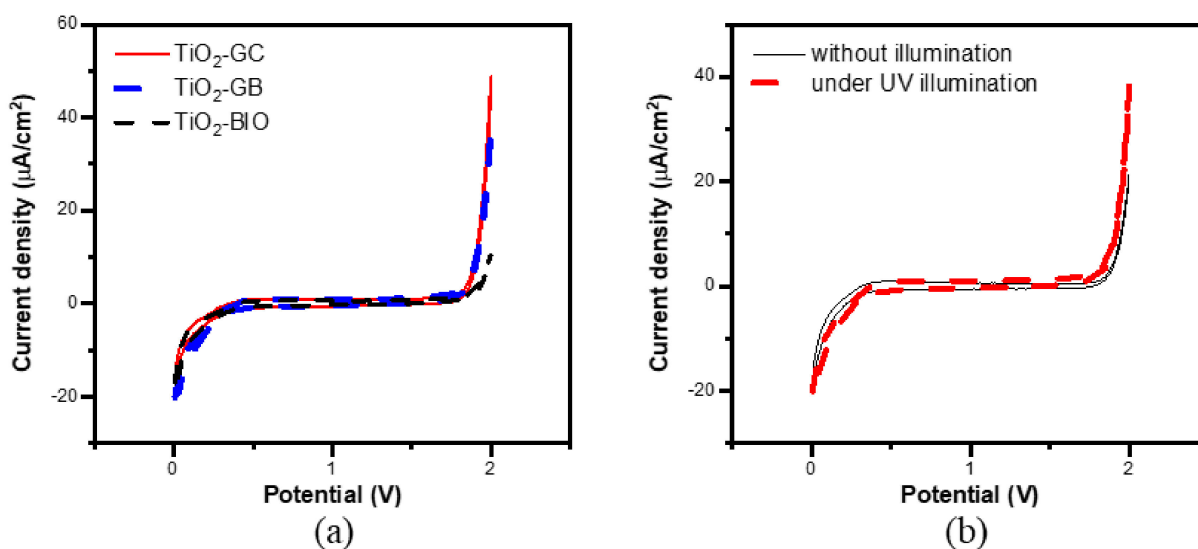 60
40
20
0
-20
Current density (μA/cm²)
TiO₂-GC
TiO₂-GB
TiO₂-BIO
0 1 2
Potential (V)
(a)
40
20
0
-20
Current density (μA/cm²)
without illumination
under UV illumination
0 1 2
Potential (V)
(b)